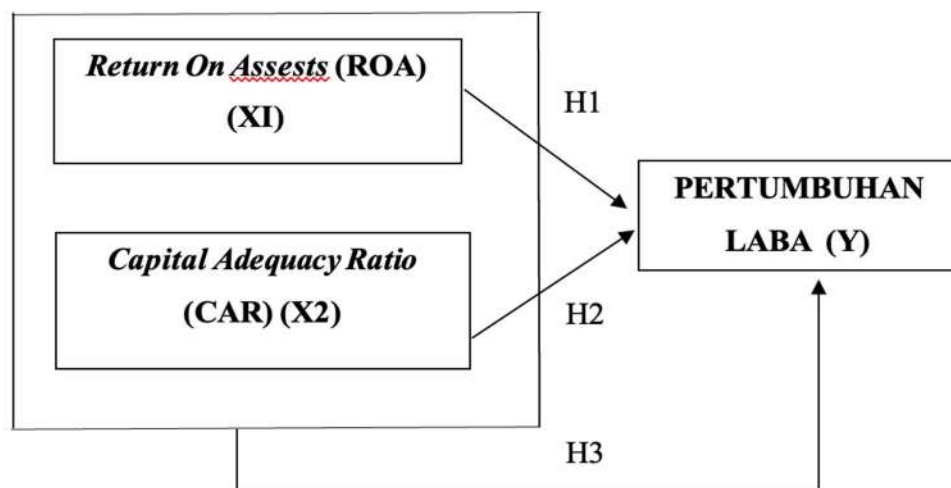 Return On Assests (ROA)
(XI)
H1
PERTUMBUHAN
LABA (Y)
Capital Adequacy Ratio
(CAR) (X2)
H2
H3